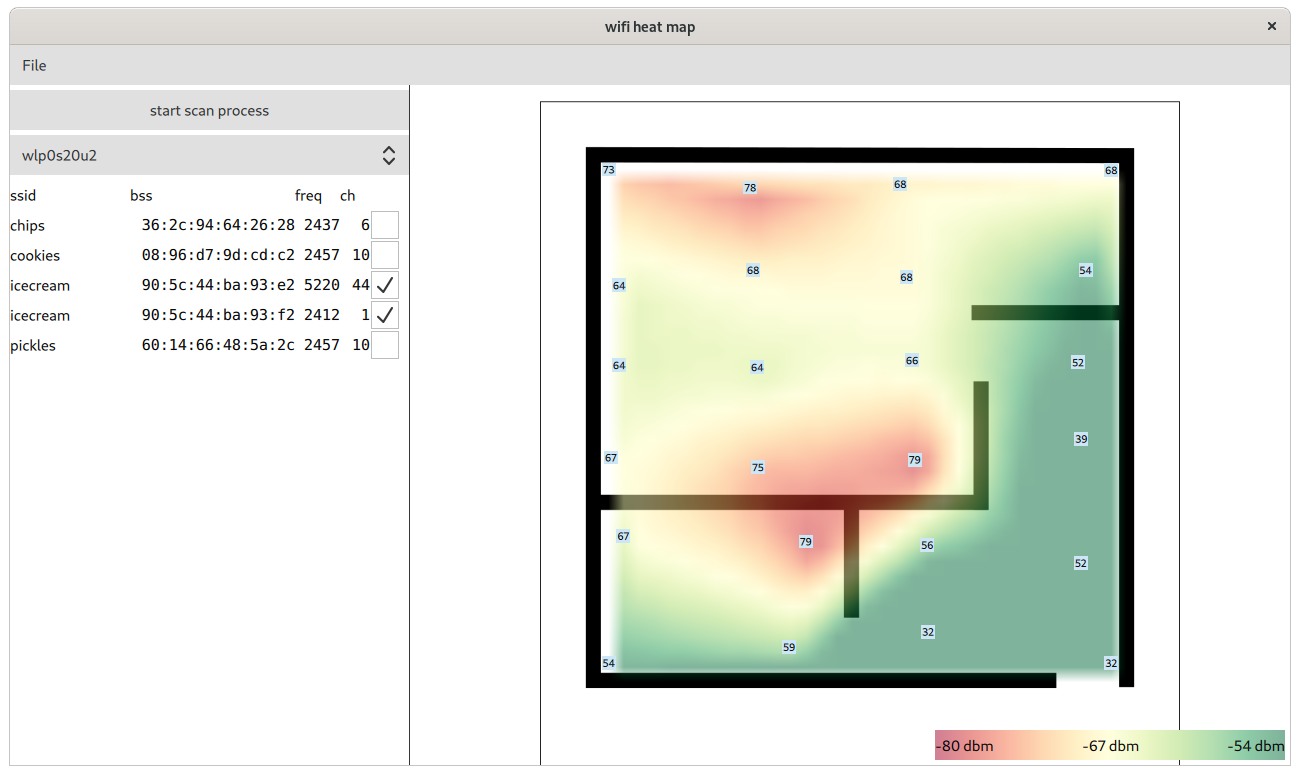 wifi heat map ×
File
start scan process
wlp0s20u2
ssid bss freq ch
chips 36:2c:94:64:26:28 2437 6
cookies 08:96:d7:9d:cd:c2 2457 10
icecream 90:5c:44:ba:93:e2 5220 44
icecream 90:5c:44:ba:93:f2 2412 1
pickles 60:14:66:48:5a:2c 2457 10
73 68
78 68
68 68 54
64
64 64 66 52
39
67 75 79
67 79 56
52
32
59
54 32
-80 dbm -67 dbm -54 dbm